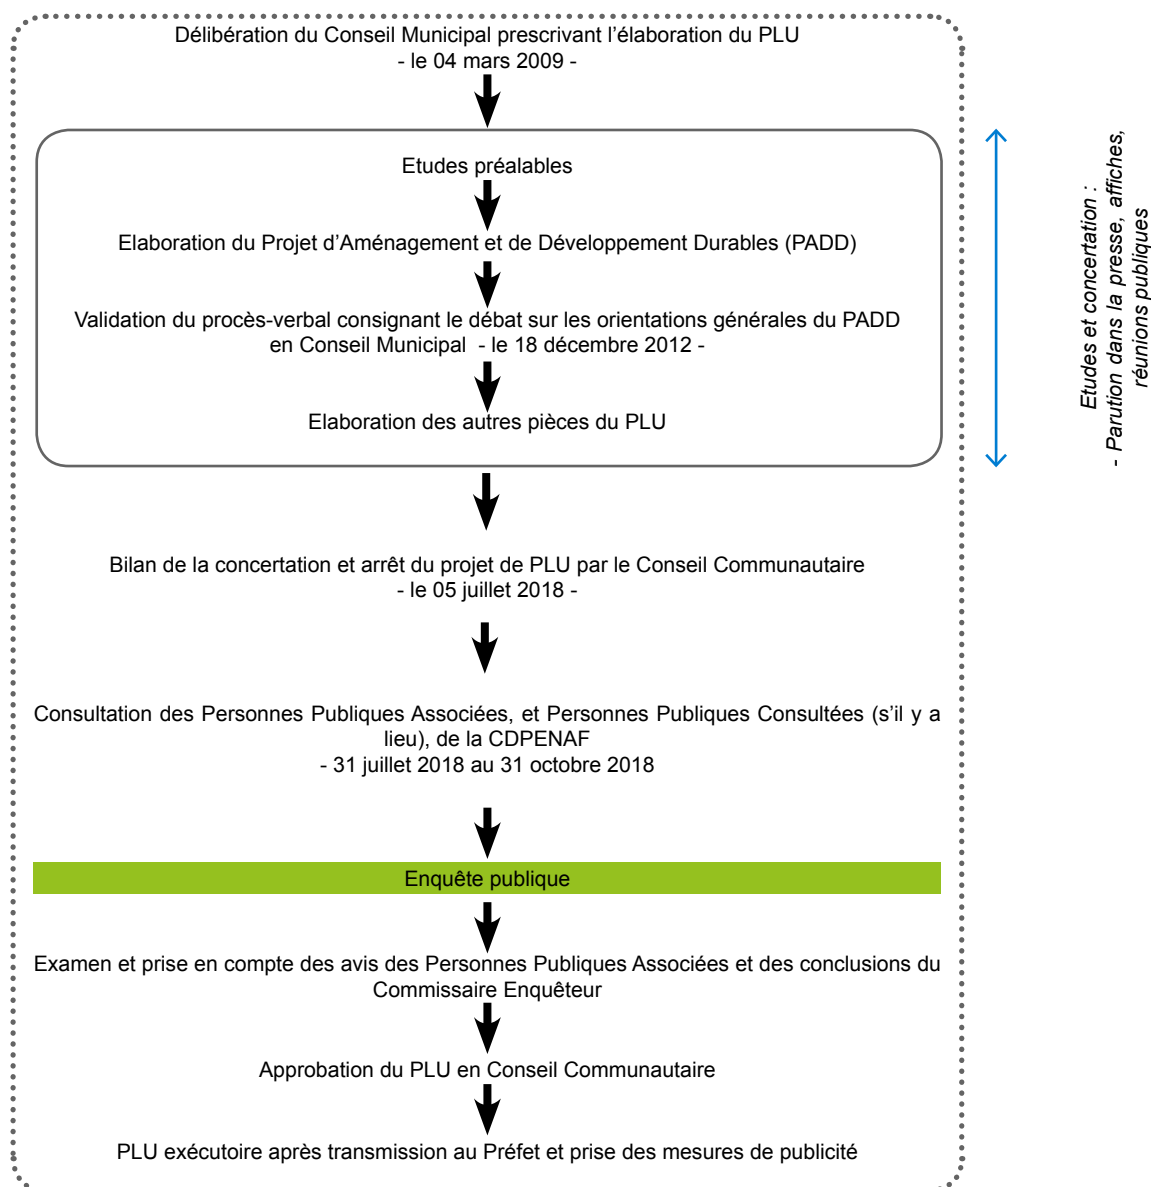 Délibération du Conseil Municipal prescrivant l'élaboration du PLU
- le 04 mars 2009 -
Etudes préalables
Elaboration du Projet d'Aménagement et de Développement Durables (PADD)
Validation du procès-verbal consignant le débat sur les orientations générales du PADD
en Conseil Municipal - le 18 décembre 2012 -
Elaboration des autres pièces du PLU
Etudes et concertation :
- Parution dans la presse, affiches,
réunions publiques
Bilan de la concertation et arrêt du projet de PLU par le Conseil Communautaire
- le 05 juillet 2018 -
Consultation des Personnes Publiques Associées, et Personnes Publiques Consultées (s'il y a
lieu), de la CDPENAF
- 31 juillet 2018 au 31 octobre 2018
Enquête publique
Examen et prise en compte des avis des Personnes Publiques Associées et des conclusions du
Commissaire Enquêteur
Approbation du PLU en Conseil Communautaire
PLU exécutoire après transmission au Préfet et prise des mesures de publicité